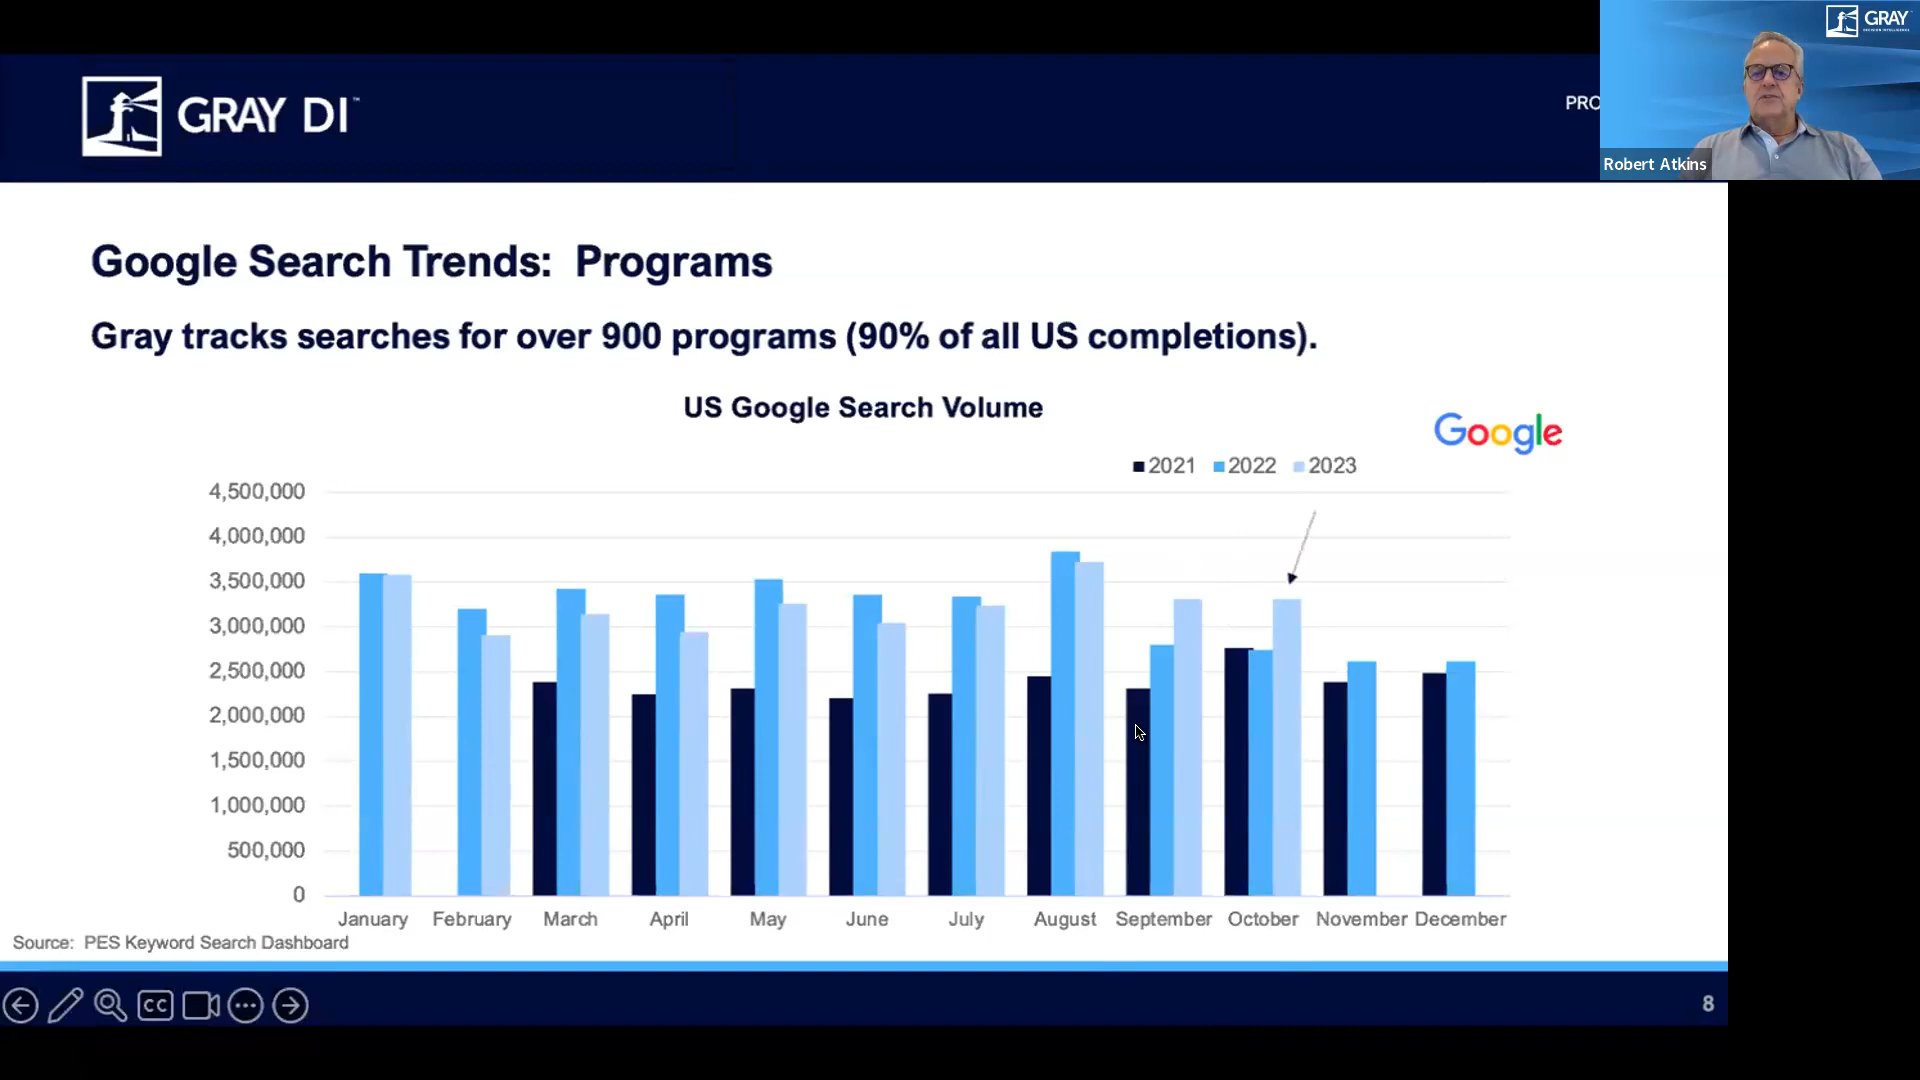 GRAY DI™
PRO
GRAY
Robert Atkins
Google Search Trends:  Programs
Gray tracks searches for over 900 programs (90% of all US completions).
US Google Search Volume
Google
2021 2022 2023
4,500,000
4,000,000
3,500,000
3,000,000
2,500,000
2,000,000
1,500,000
1,000,000
500,000
0
January February March April May June July August September October November December
Source:  PES Keyword Search Dashboard
CC
8